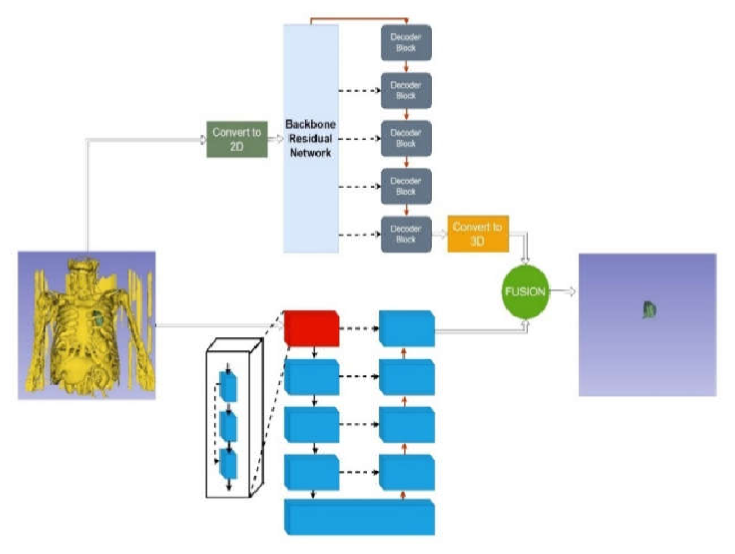 Decoder
Block
Decoder
Block
Convert to
2D
Backbone
Residual
Network
Decoder
Block
Decoder
Block
Decoder
Block
Convert to
3D
FUSION